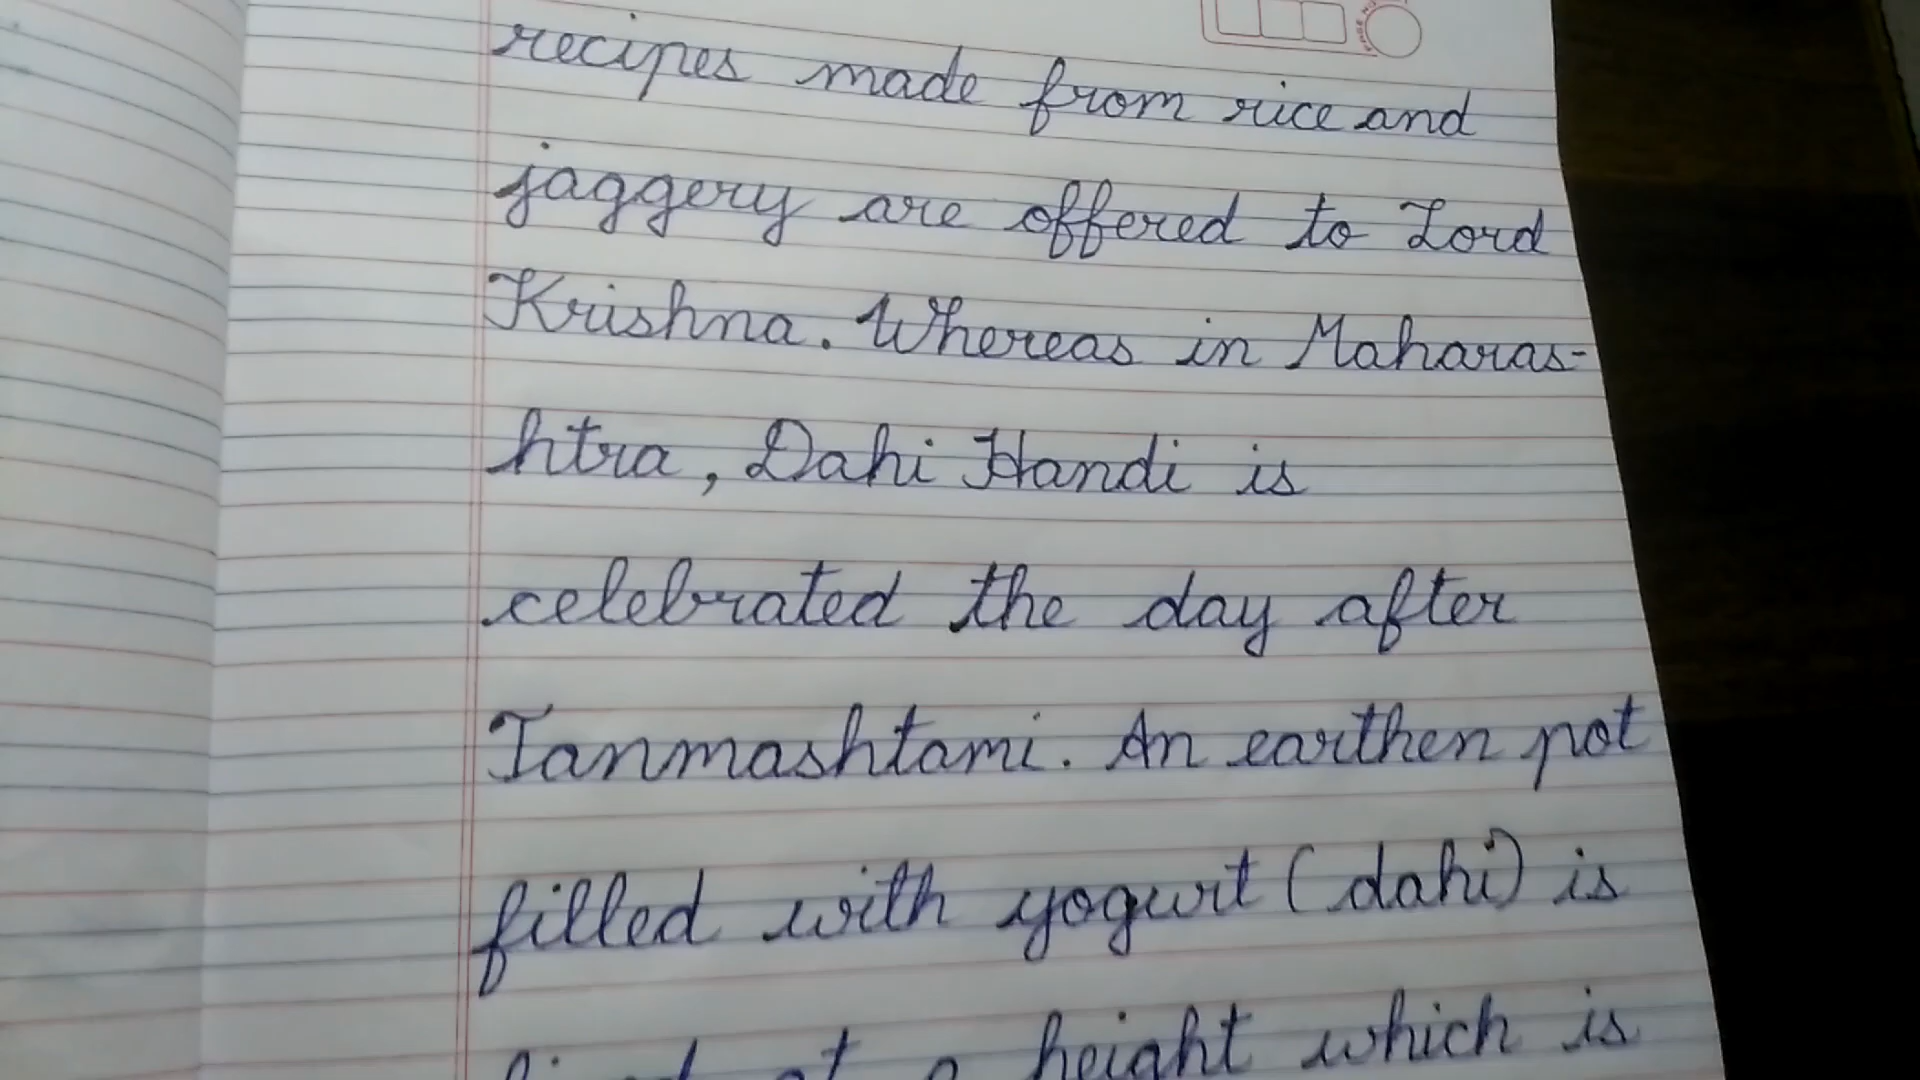 recipes made from rice and
jaggery are offered to Lord
Krishna. Whereas in Maharas-
htra, Dahi Handi is
celebrated the day after
Janmashtami. An earthen pot
filled with yogurt (dahi) is
at a height which is